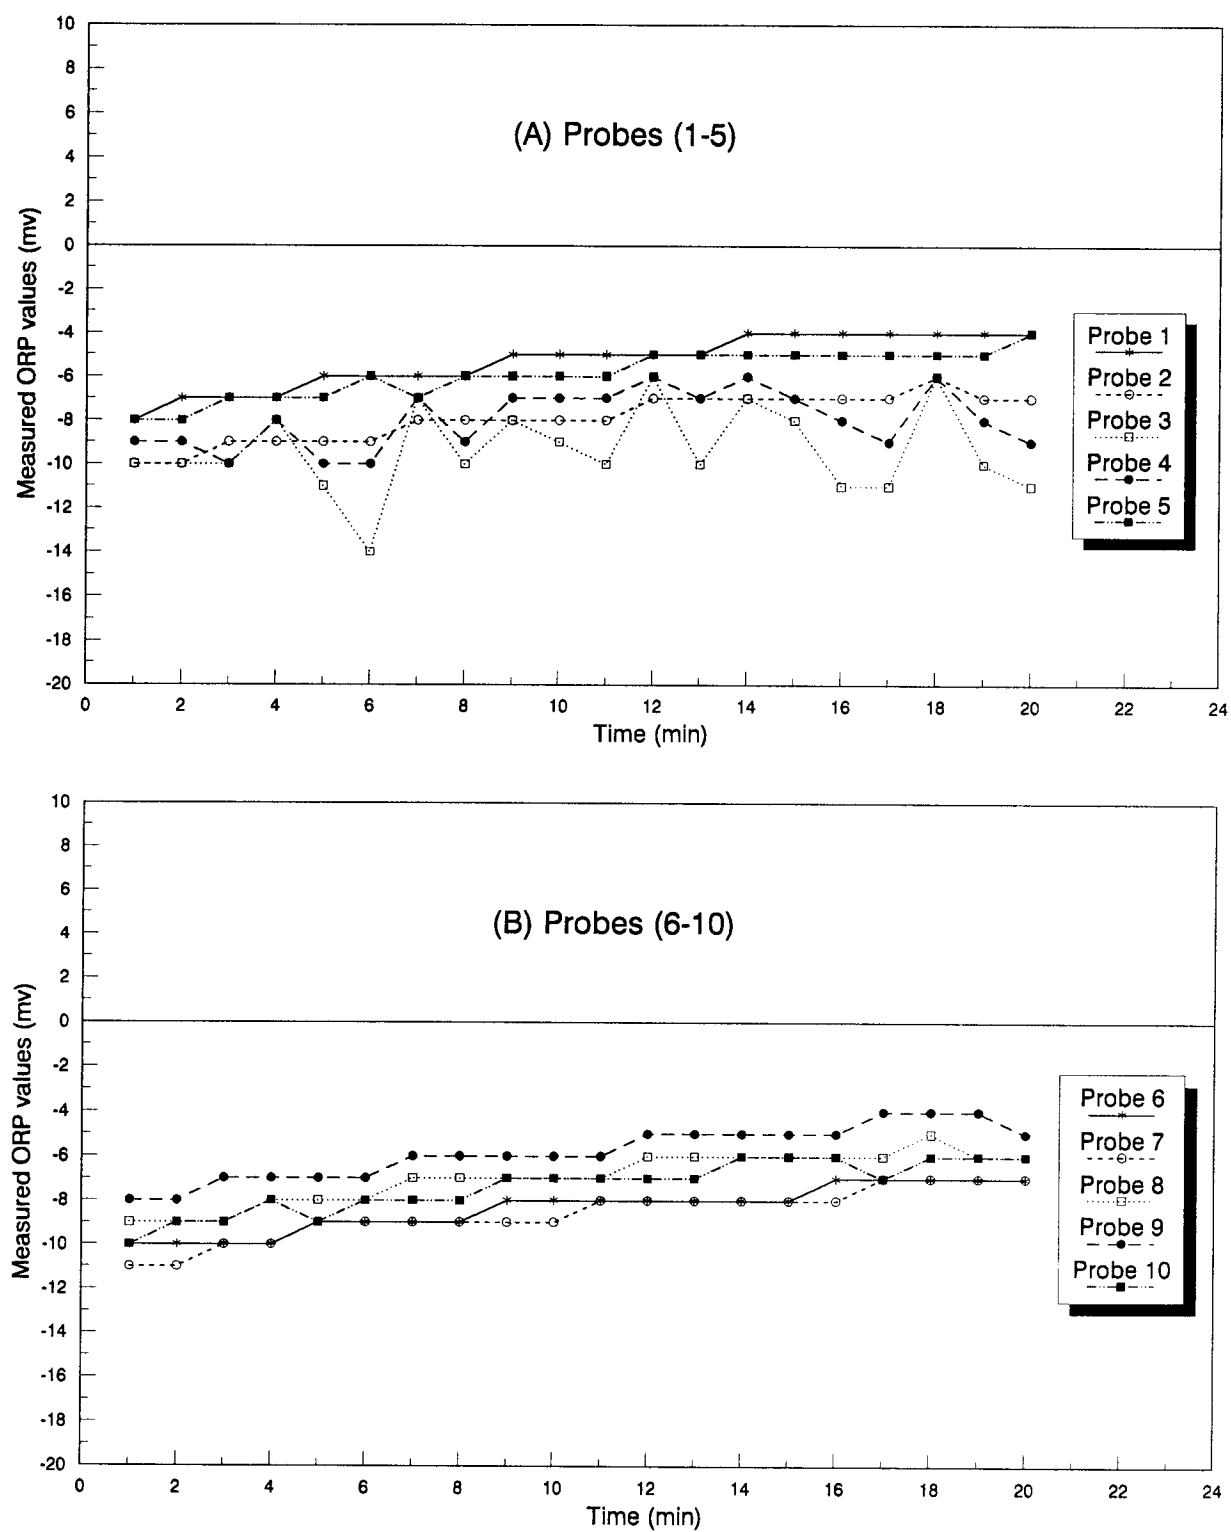 10
8
6
4
2
0
-2
-4
-6
-8
-10
-12
-14
-16
-18
-20
Measured ORP values (mv)
(A) Probes (1-5)
Probe 1
Probe 2
Probe 3
Probe 4
Probe 5
0 2 4 6 8 10 12 14 16 18 20 22 24
Time (min)
10
8
6
4
2
0
-2
-4
-6
-8
-10
-12
-14
-16
-18
-20
Measured ORP values (mv)
(B) Probes (6-10)
Probe 6
Probe 7
Probe 8
Probe 9
Probe 10
0 2 4 6 8 10 12 14 16 18 20 22 24
Time (min)